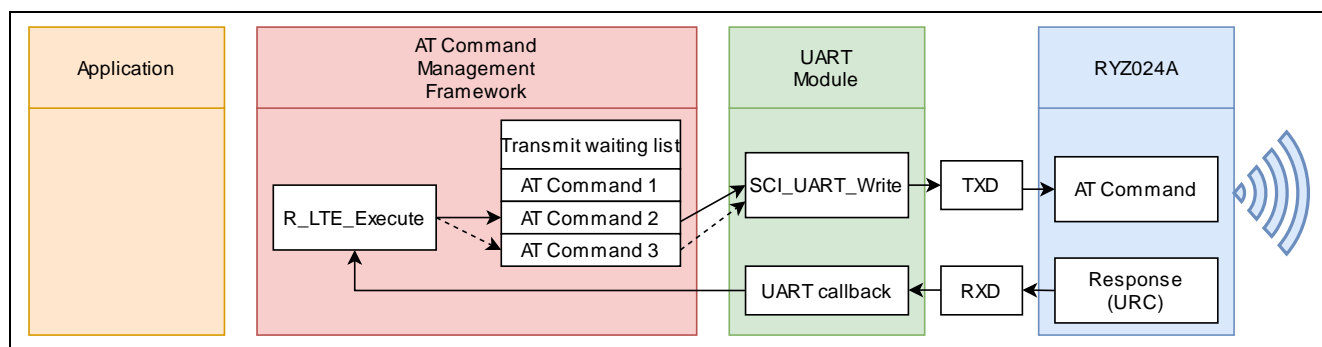 Application
AT Command
Management
Framework
UART
Module
RYZ024A
Transmit waiting list
AT Command 1
AT Command 2
AT Command 3
R_LTE_Execute
SCI_UART_Write
TXD
AT Command
UART callback
RXD
Response
(URC)